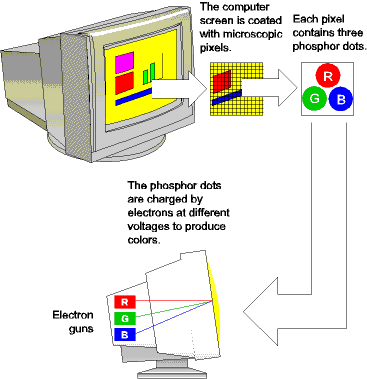 The computer
screen is coated
with microscopic
pixels.
Each pixel
contains three
phosphor dots.
R
G
B
The phosphor dots
are charged by
electrons at different
voltages to produce
colors.
Electron
guns
R
G
B